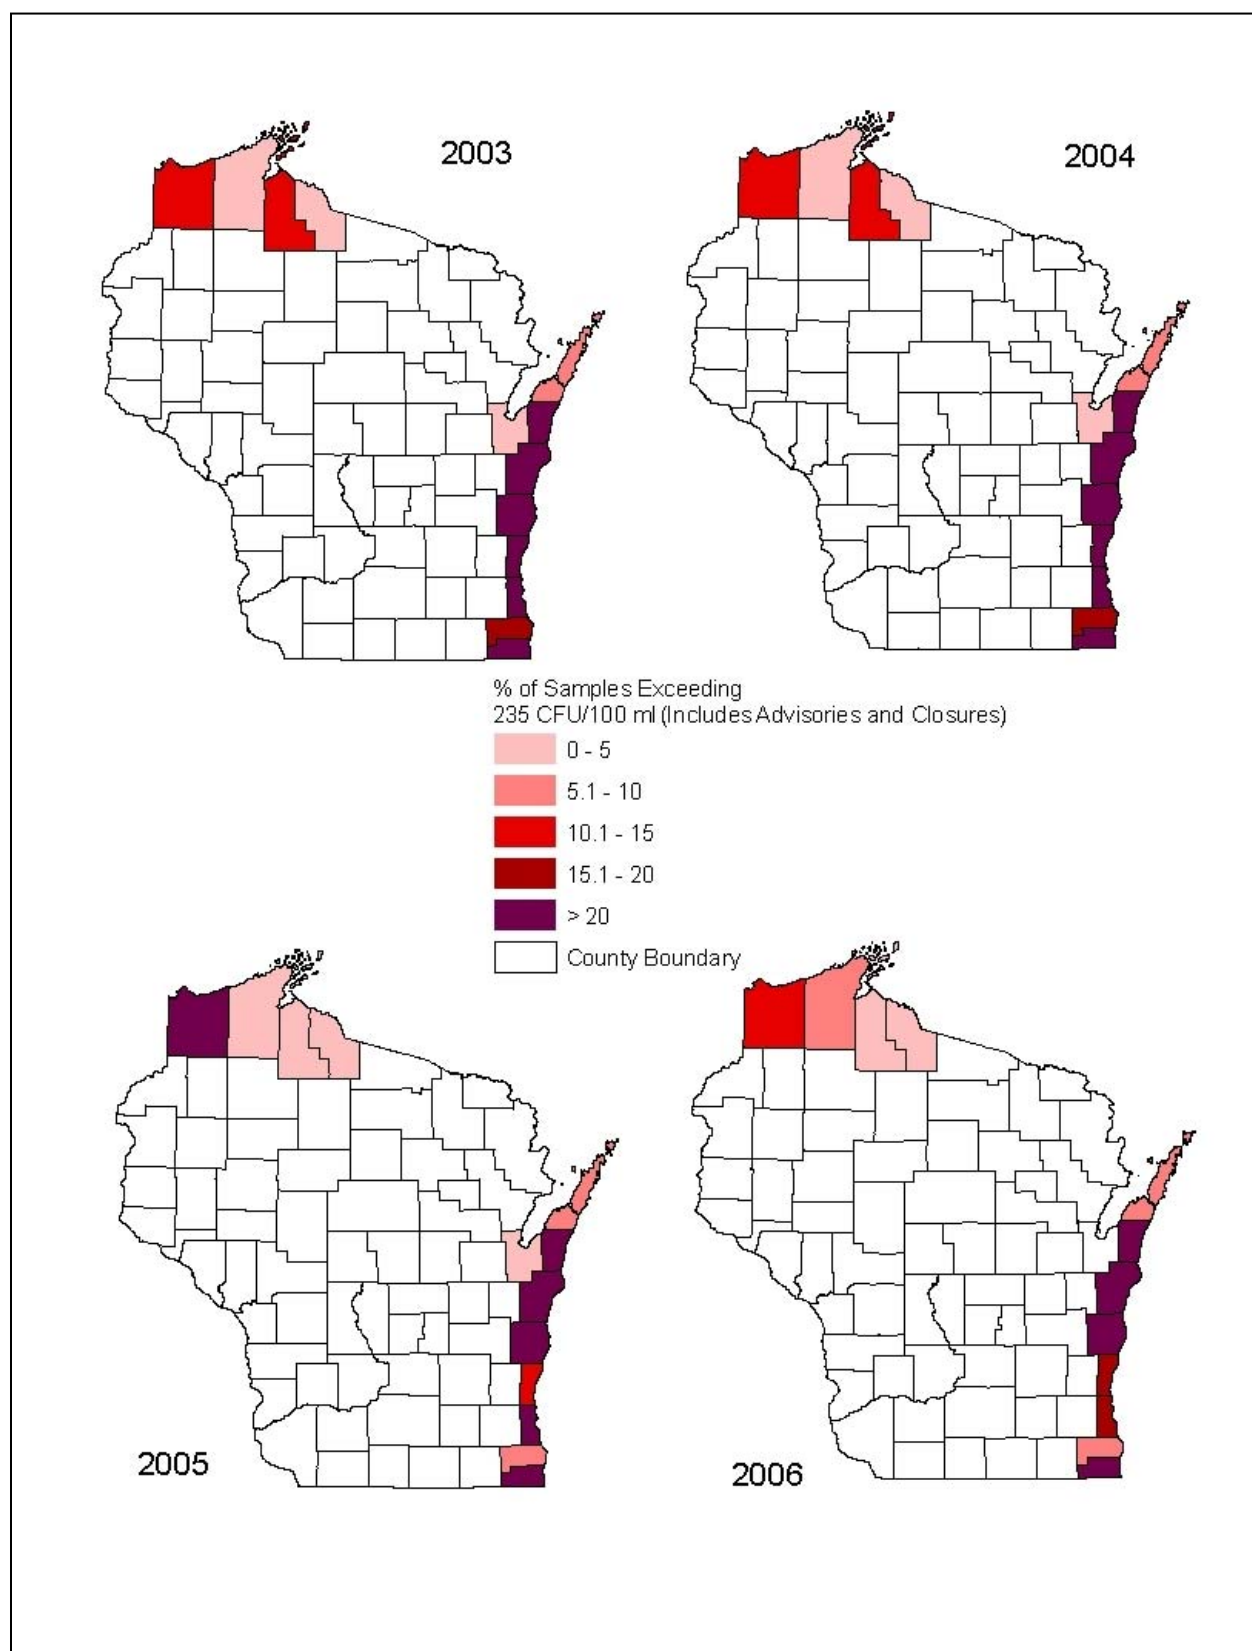 2003
2004
% of Samples Exceeding
235 CFU/100 ml (Includes Advisories and Closures)
0 - 5
5.1 - 10
10.1 - 15
15.1 - 20
> 20
County Boundary
2005
2006